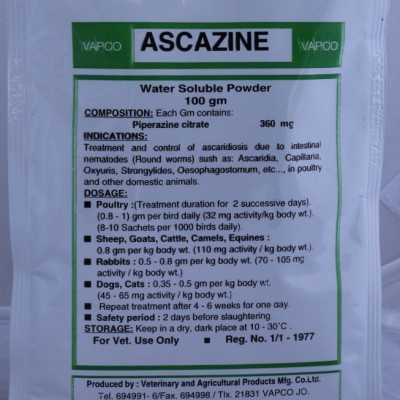 VAPCO ASCAZINE VAPCO
Water Soluble Powder
100 gm
COMPOSITION: Each Gm contains:
Piperazine citrate 360 mg
INDICATIONS:
Treatment and control of ascaridiosis due to intestinal
nematodes (Round worms) sush as: Ascaridia, Capillaria,
Oxyuris, Strongylides, Oesophagostomum, etc..., in poultry
and other domestic animals.
DOSAGE:
■ Poultry :(Treatment duration for 2 successive days).
(0.8 - 1) gm per bird daily (32 mg activity/kg body wt.).
(8-10 Sachets per 1000 birds daily).
■ Sheep, Goats, Cattle, Camels, Equines :
0.8 gm per kg body wt. (110 mg activity / kg body wt.)
■ Rabbits : 0.5 - 0.8 gm per kg body wt. (70 - 105 mg
activity / kg body wt.)
■ Dogs, Cats : 0.35 - 0.5 gm per kg body wt.
(45 - 65 mg activity / kg body wt.)
■ Repeat treatment after 4 - 6 weeks for one day.
■ Safety period : 2 days before slaughtering.
STORAGE: Keep in a dry, dark place at 10 - 30°C .
For Vet. Use Only ■ Reg. No. 1/1 - 1977
Produced by : Veterinary and Agricultural Products Mfg. Co.Ltd.
Tel. 694991- 6/Fax. 694998 / Tlx. 21831 VAPCO JO.